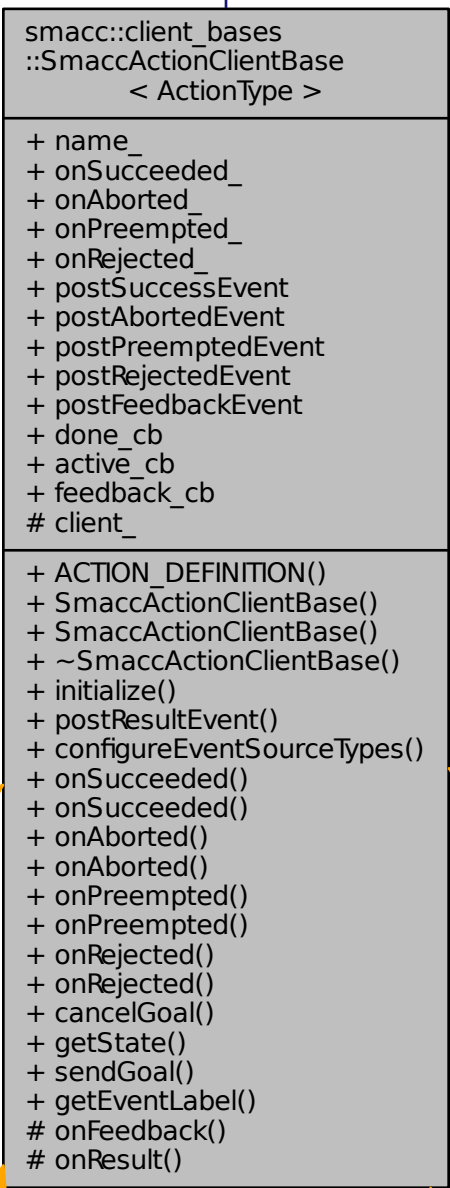 smacc::client_bases
::SmaccActionClientBase
< ActionType >
+ name_
+ onSucceeded_
+ onAborted_
+ onPreempted_
+ onRejected_
+ postSuccessEvent
+ postAbortedEvent
+ postPreemptedEvent
+ postRejectedEvent
+ postFeedbackEvent
+ done_cb
+ active_cb
+ feedback_cb
# client_
+ ACTION_DEFINITION()
+ SmaccActionClientBase()
+ SmaccActionClientBase()
+ ~SmaccActionClientBase()
+ initialize()
+ postResultEvent()
+ configureEventSourceTypes()
+ onSucceeded()
+ onSucceeded()
+ onAborted()
+ onAborted()
+ onPreempted()
+ onPreempted()
+ onRejected()
+ onRejected()
+ cancelGoal()
+ getState()
+ sendGoal()
+ getEventLabel()
# onFeedback()
# onResult()